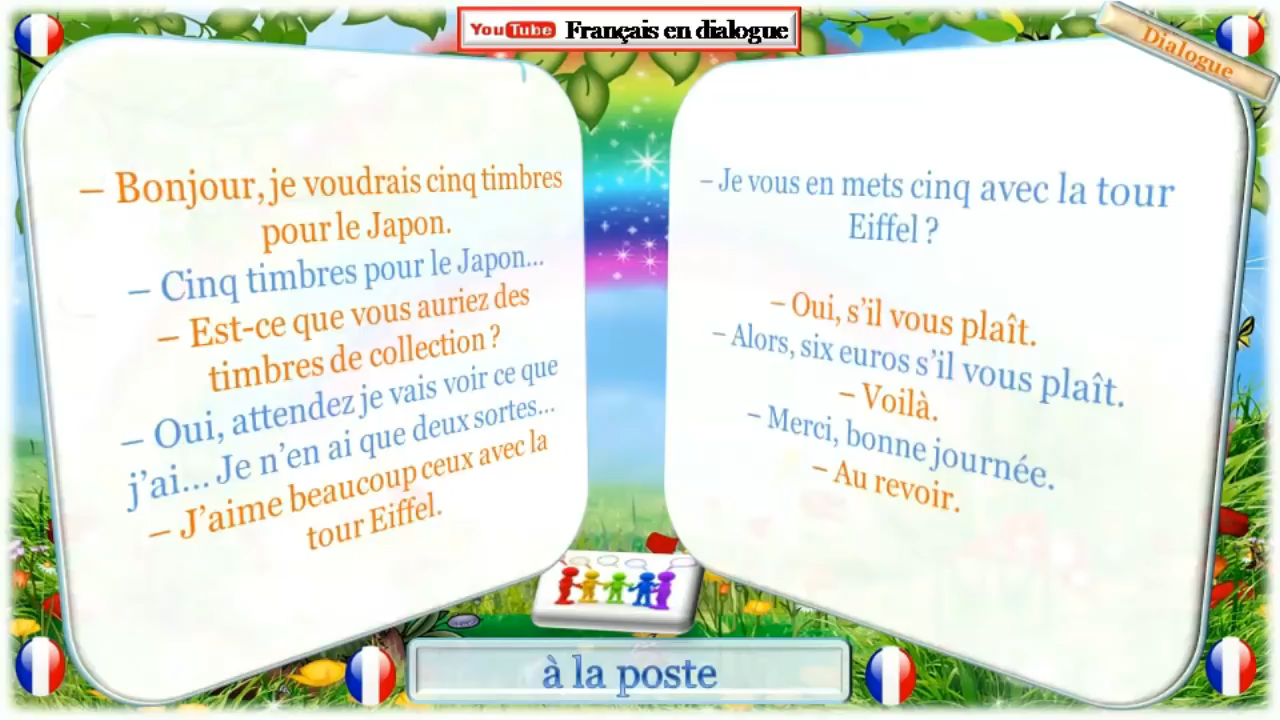 YouTube Français en dialogue
Dialogue
– Bonjour, je voudrais cinq timbres
pour le Japon.
– Cinq timbres pour le Japon...
– Est-ce que vous auriez des
timbres de collection ?
– Oui, attendez je vais voir ce que
j'ai... Je n'en ai que deux sortes...
– J'aime beaucoup ceux avec la
tour Eiffel.
– Je vous en mets cinq avec la tour
Eiffel ?
– Oui, s'il vous plaît.
– Alors, six euros s'il vous plaît.
– Voilà.
– Merci, bonne journée.
– Au revoir.
à la poste